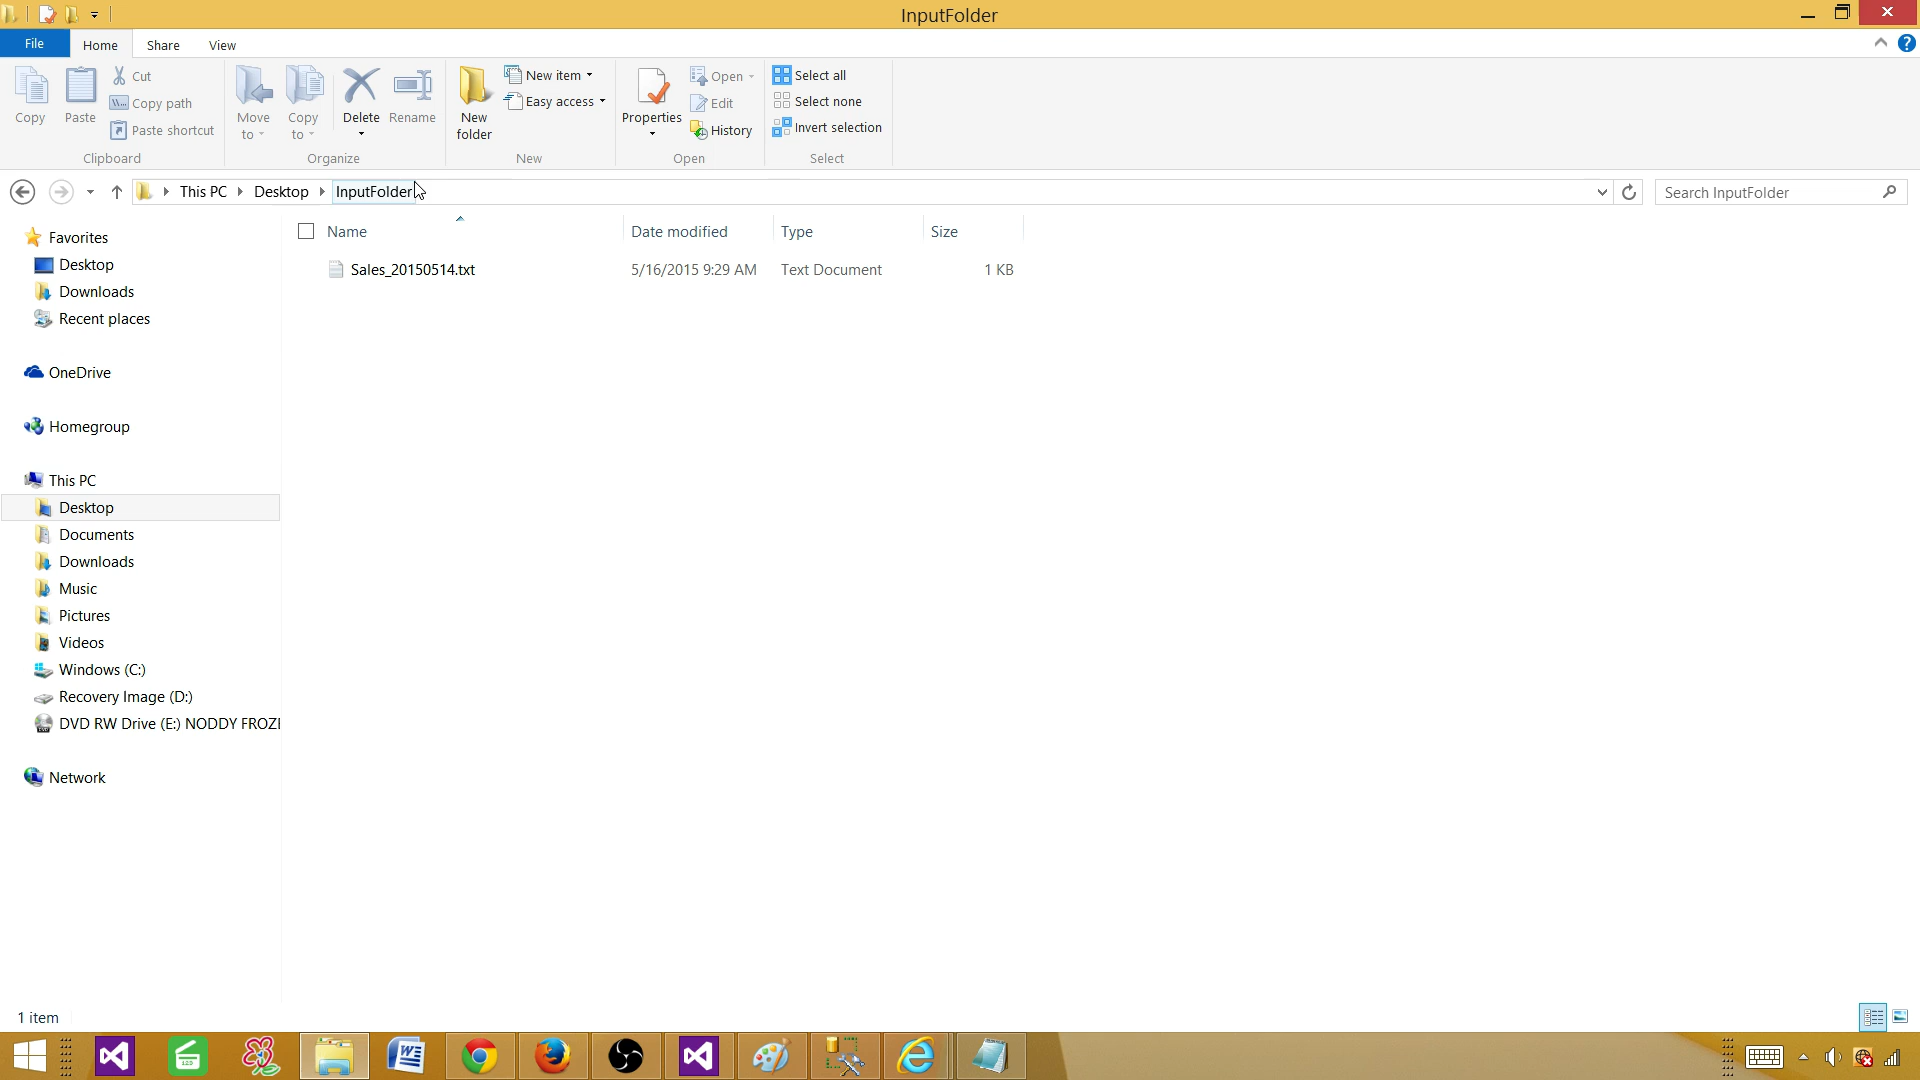 InputFolder
File Home Share View
Copy
Paste
Cut
Copy path
Paste shortcut
Clipboard
Move to
Copy to
Delete
Rename
Organize
New folder
New item
Easy access
New
Properties
Open
Edit
History
Open
Select all
Select none
Invert selection
Select
This PC Desktop InputFolder
Search InputFolder
Name Date modified Type Size
Sales_20150514.txt 5/16/2015 9:29 AM Text Document 1 KB
Favorites
Desktop
Downloads
Recent places
OneDrive
Homegroup
This PC
Desktop
Documents
Downloads
Music
Pictures
Videos
Windows (C:)
Recovery Image (D:)
DVD RW Drive (E:) NODDY FROZ
Network
1 item